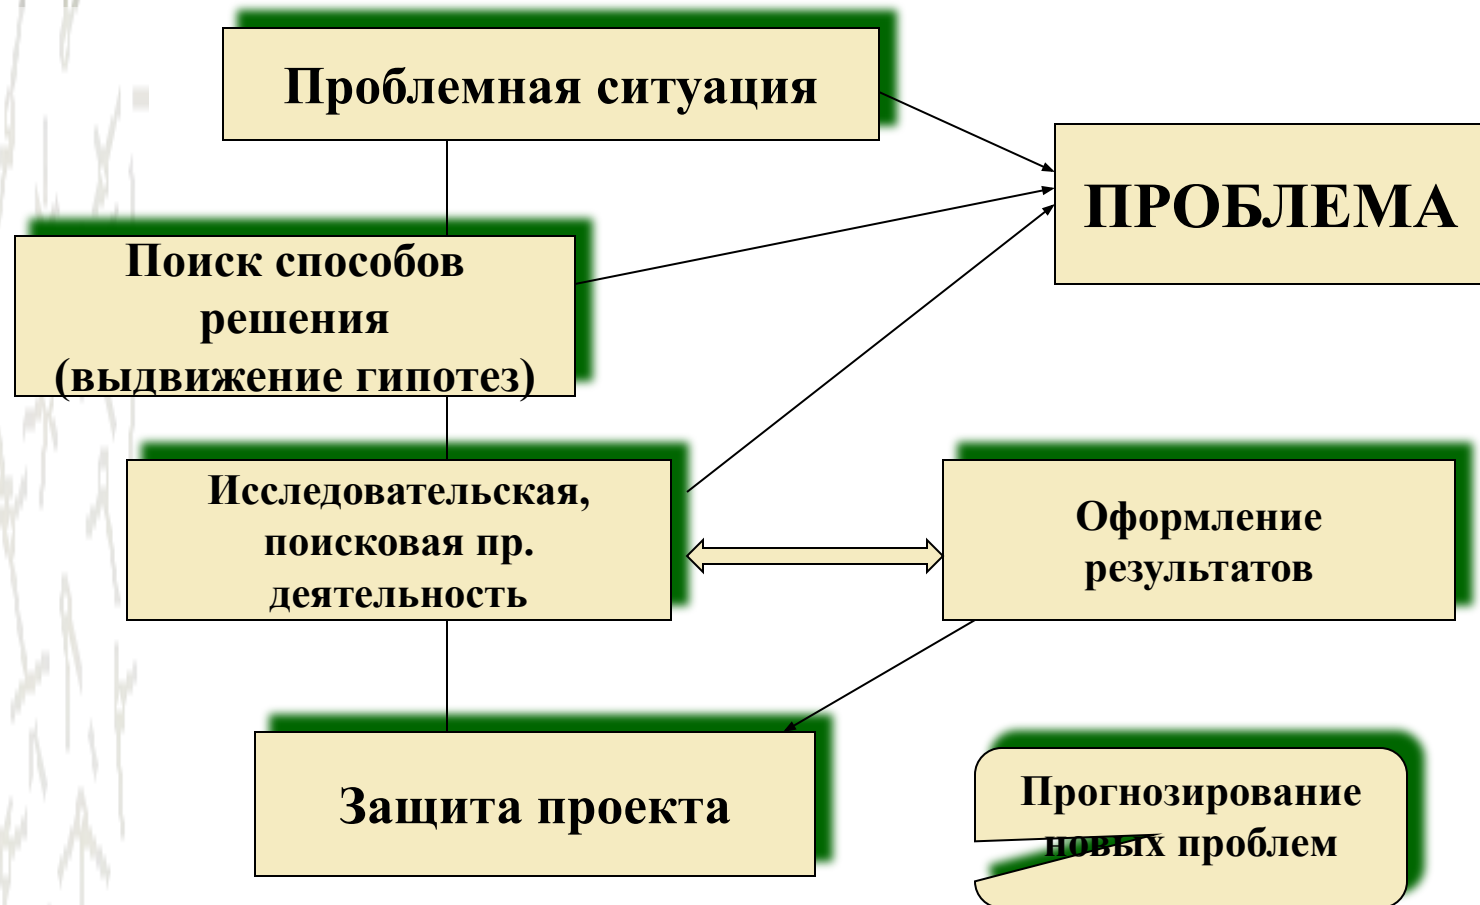 Проблемная ситуация
ПРОБЛЕМА
Поиск способов
решения
(выдвижение гипотез)
Исследовательская,
поисковая пр.
деятельность
Оформление
результатов
Защита проекта
Прогнозирование
новых проблем